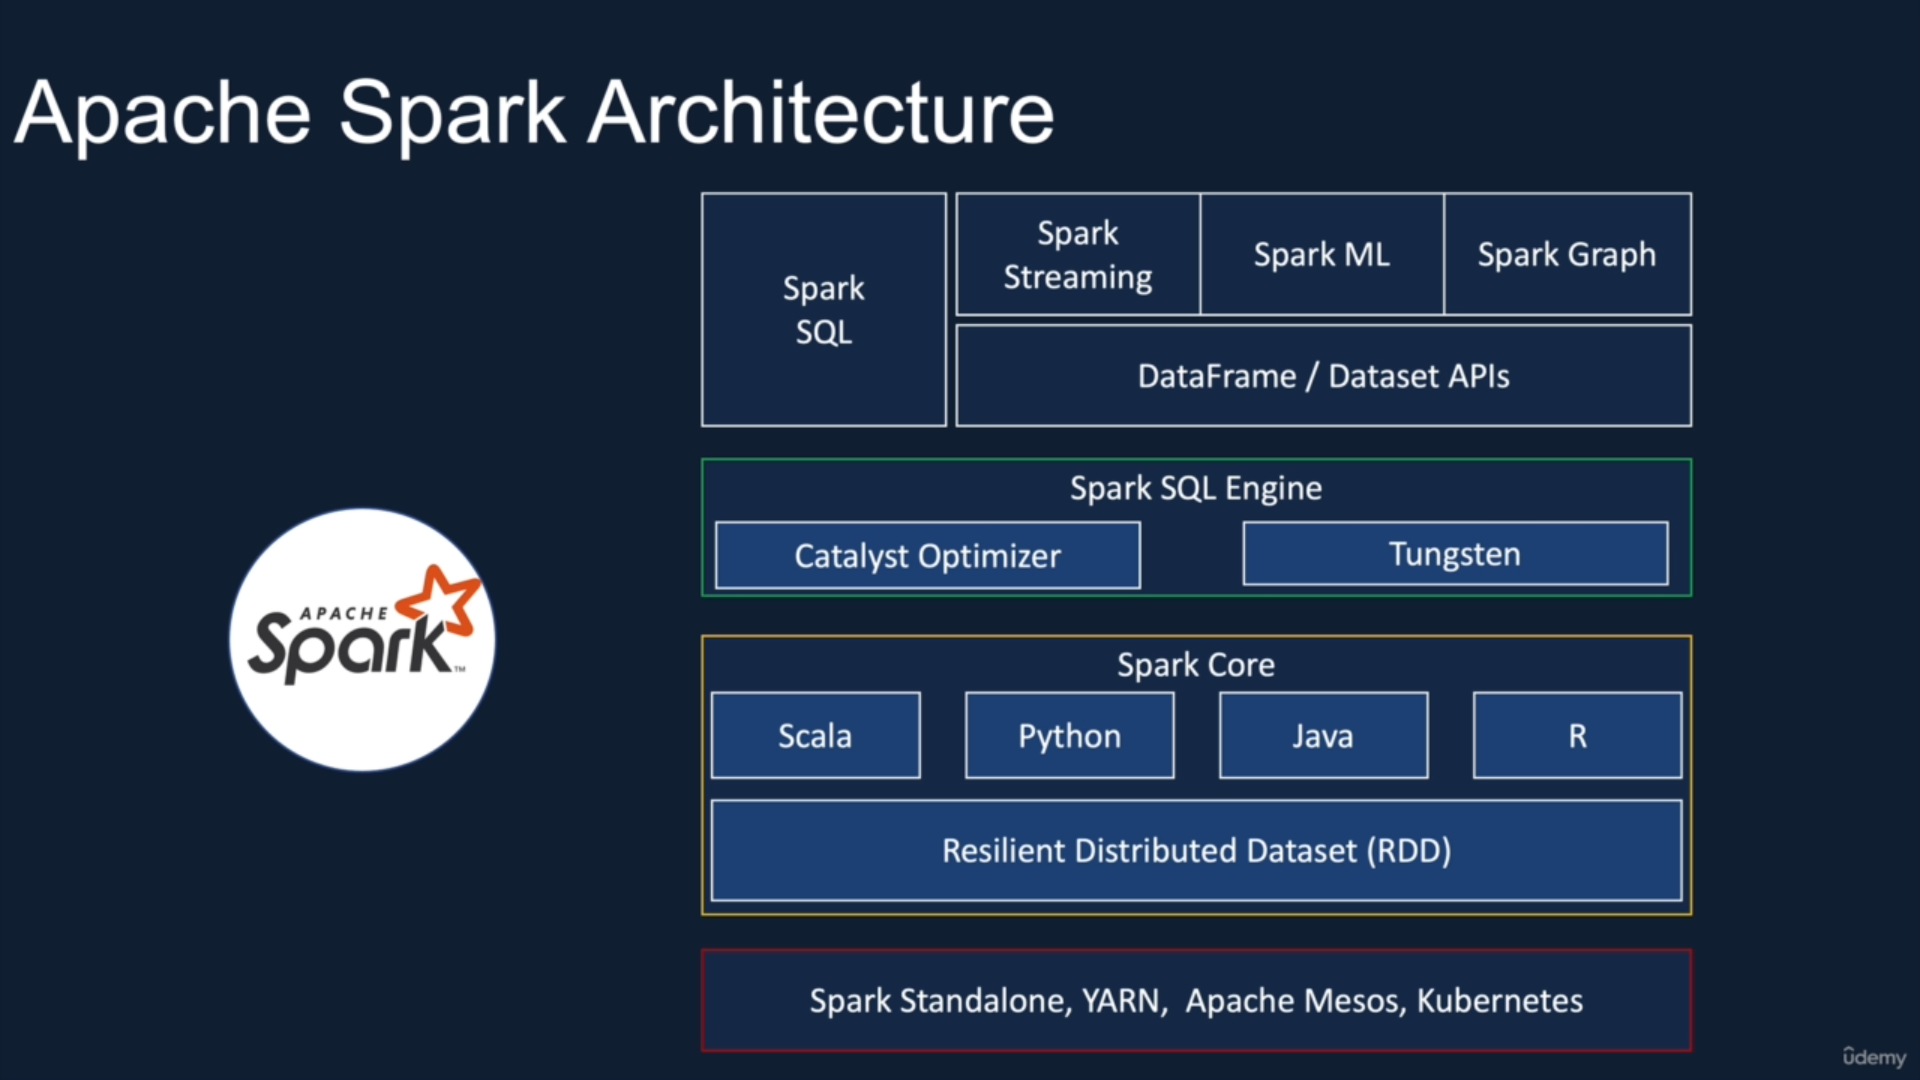 Apache Spark Architecture
Spark
SQL
Spark
Streaming
Spark ML
Spark Graph
DataFrame / Dataset APIs
Spark SQL Engine
Catalyst Optimizer
Tungsten
APACHE
Spark™
Spark Core
Scala
Python
Java
R
Resilient Distributed Dataset (RDD)
Spark Standalone, YARN,  Apache Mesos, Kubernetes
ûdemy